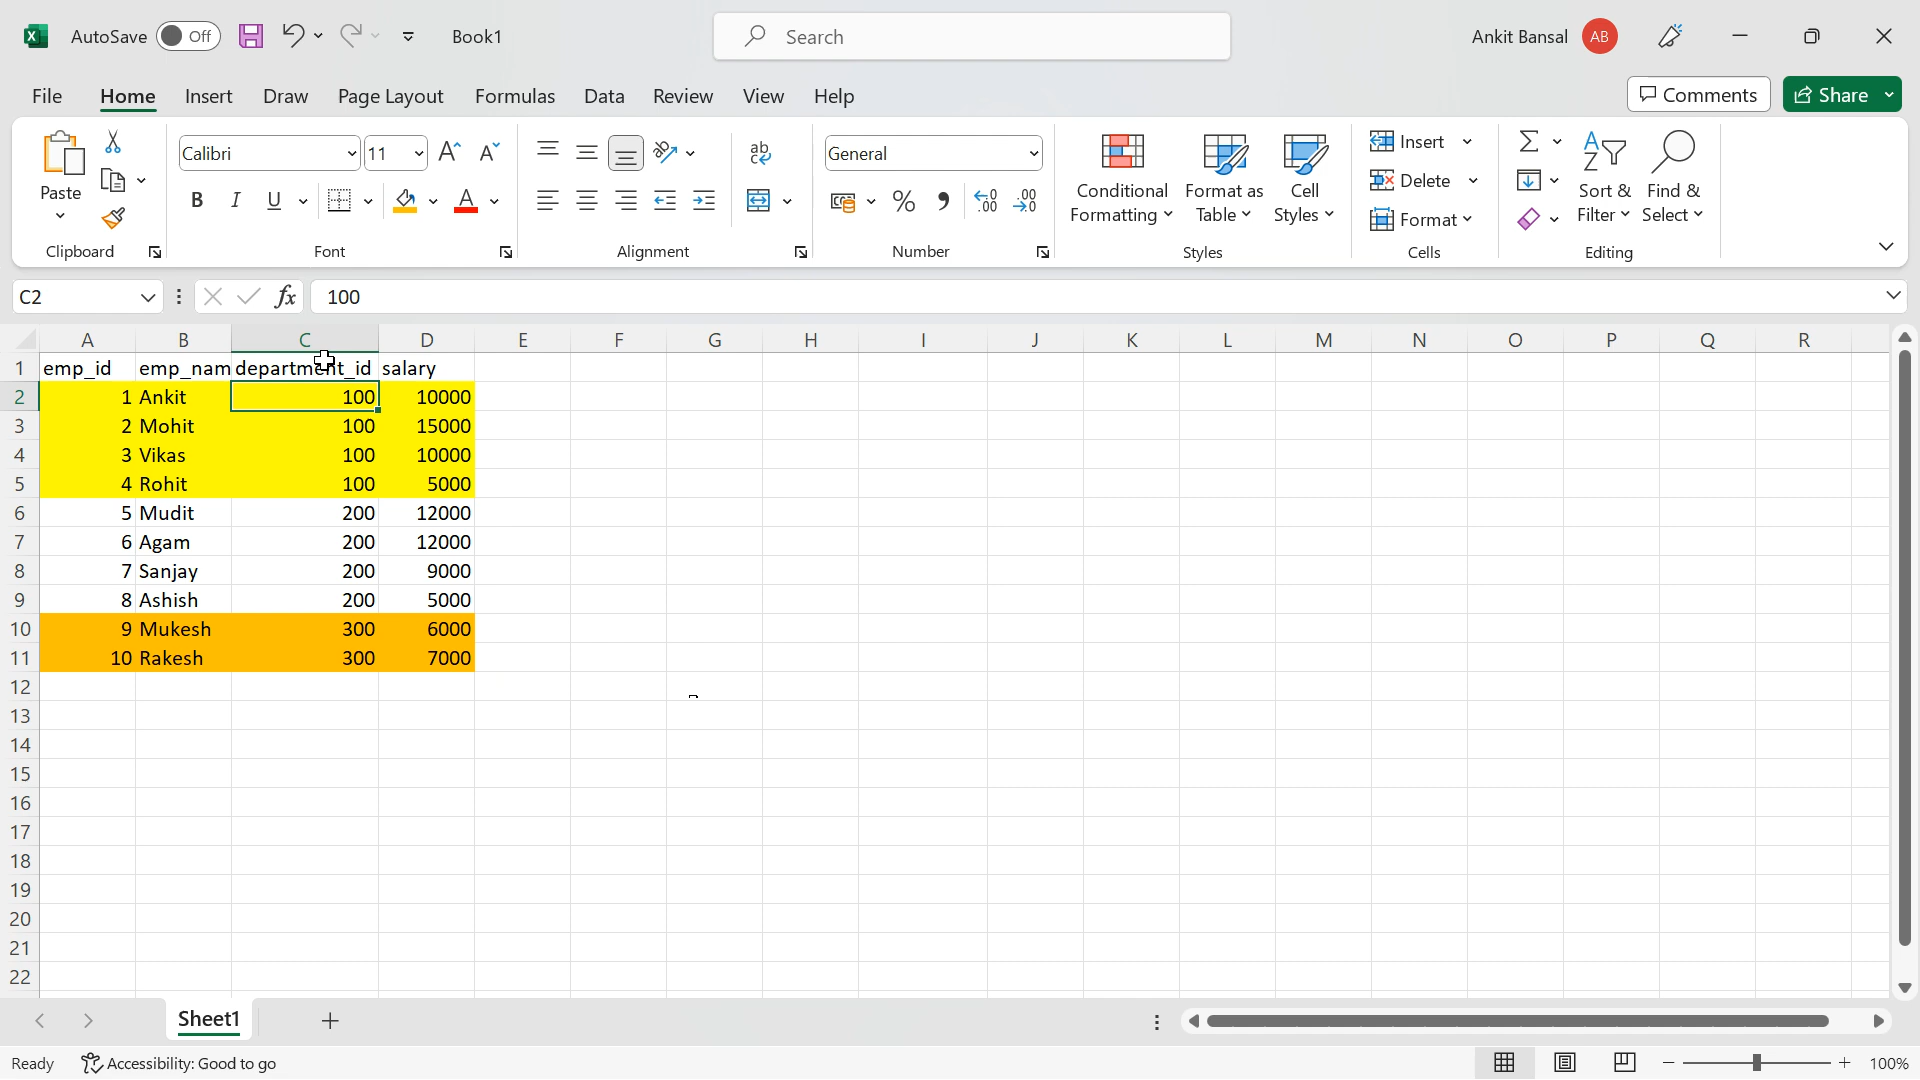 AutoSave Off Book1 Search Ankit Bansal AB
File Home Insert Draw Page Layout Formulas Data Review View Help Comments Share
Paste
Clipboard
Calibri 11
B I U A
Font
ab
Alignment
General
% 
Number
Conditional Formatting
Format as Table
Cell Styles
Styles
Insert
Delete
Format
Cells
Sort & Filter
Find & Select
Editing
C2 fx 100
A B C D E F G H I J K L M N O P Q R
1 emp_id emp_nam department_id salary
2 1 Ankit 100 10000
3 2 Mohit 100 15000
4 3 Vikas 100 10000
5 4 Rohit 100 5000
6 5 Mudit 200 12000
7 6 Agam 200 12000
8 7 Sanjay 200 9000
9 8 Ashish 200 5000
10 9 Mukesh 300 6000
11 10 Rakesh 300 7000
12
13
14
15
16
17
18
19
20
21
22
Sheet1
Ready Accessibility: Good to go 100%